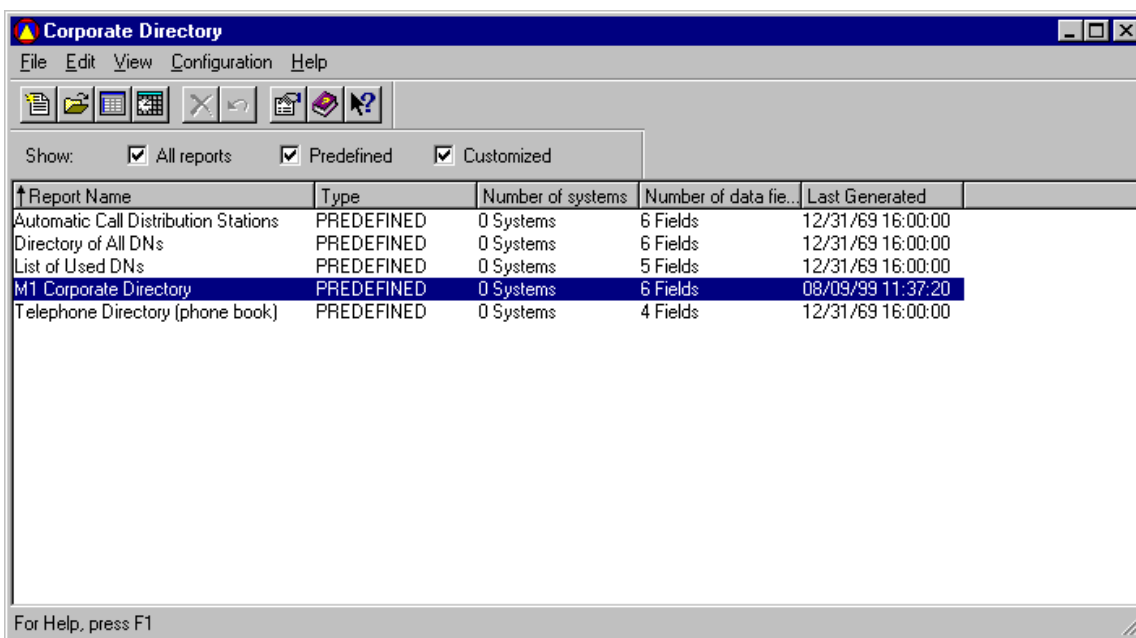 Corporate Directory
File Edit View Configuration Help
Show: All reports Predefined Customized
Report Name Type Number of systems Number of data fie... Last Generated
Automatic Call Distribution Stations PREDEFINED 0 Systems 6 Fields 12/31/69 16:00:00
Directory of All DNs PREDEFINED 0 Systems 6 Fields 12/31/69 16:00:00
List of Used DNs PREDEFINED 0 Systems 5 Fields 12/31/69 16:00:00
M1 Corporate Directory PREDEFINED 0 Systems 6 Fields 08/09/99 11:37:20
Telephone Directory (phone book) PREDEFINED 0 Systems 4 Fields 12/31/69 16:00:00
For Help, press F1